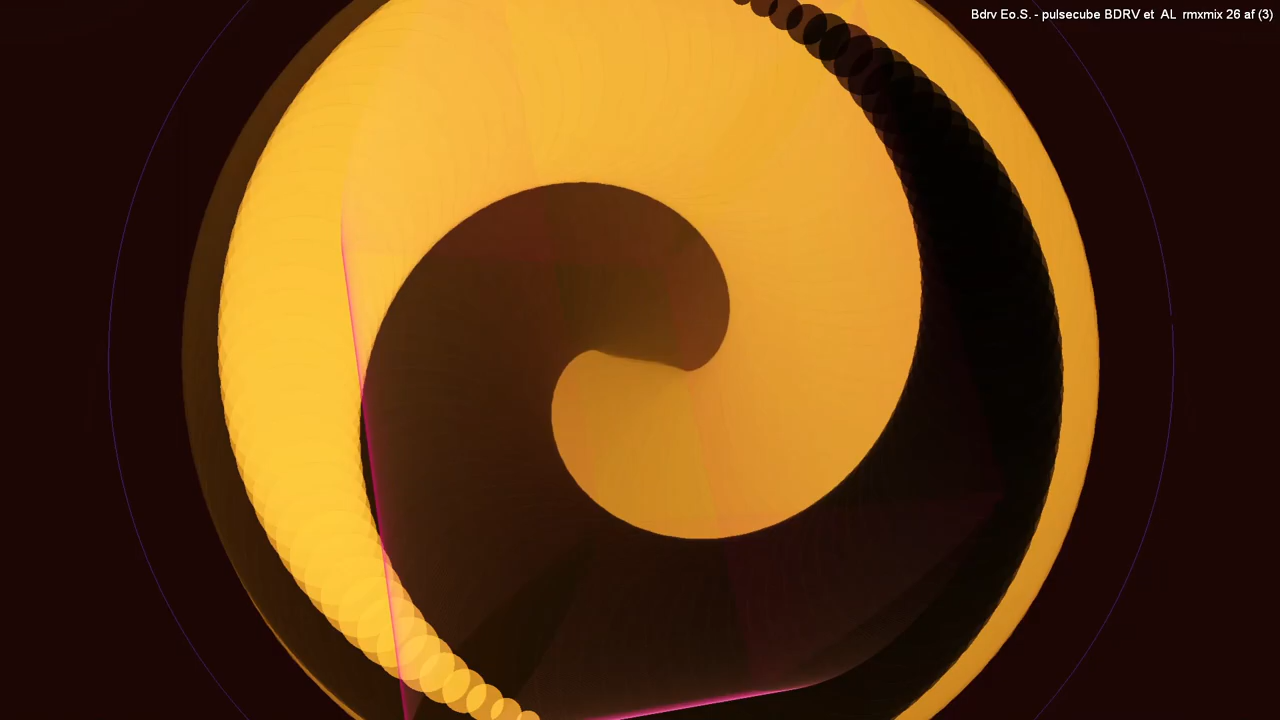 Bdrv Eo.S. - pulsecube BDRV et  AL  rmxmix 26 af (3)